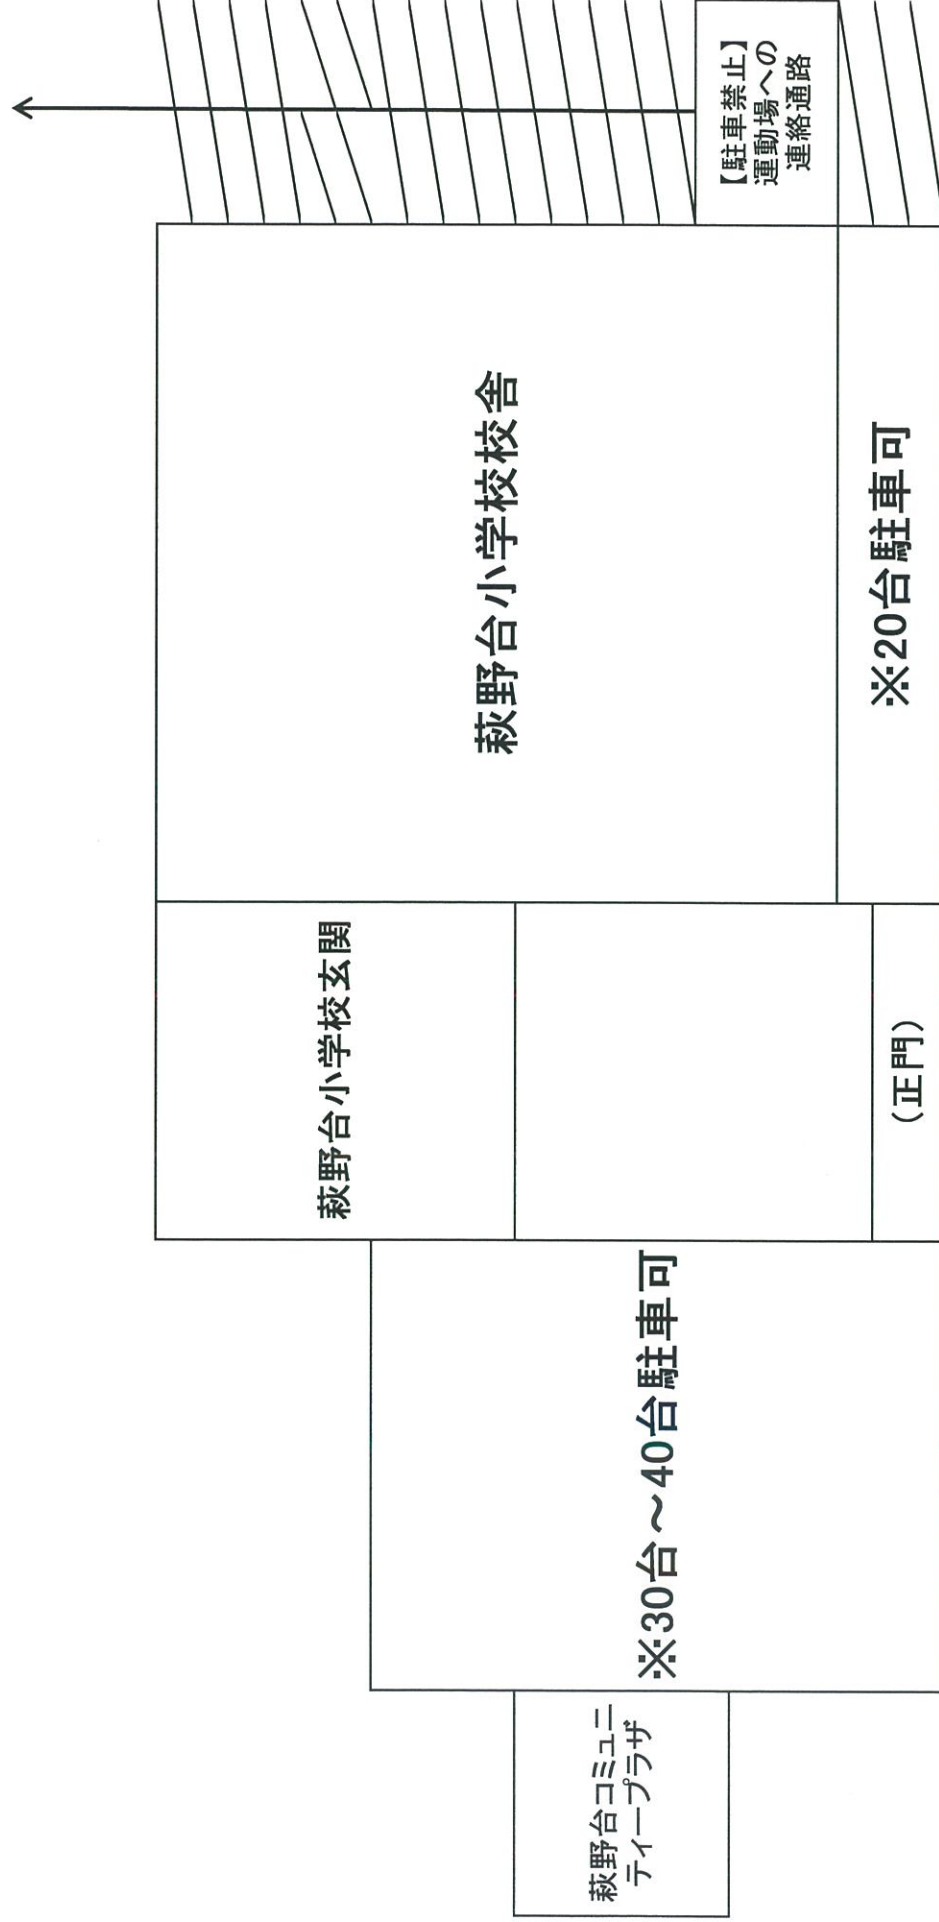 萩野台コミュニ
ティープラザ
※30台～40台駐車可
萩野台小学校玄関
（正門）
萩野台小学校校舎
※20台駐車可
【駐車禁止】
運動場への
連絡通路